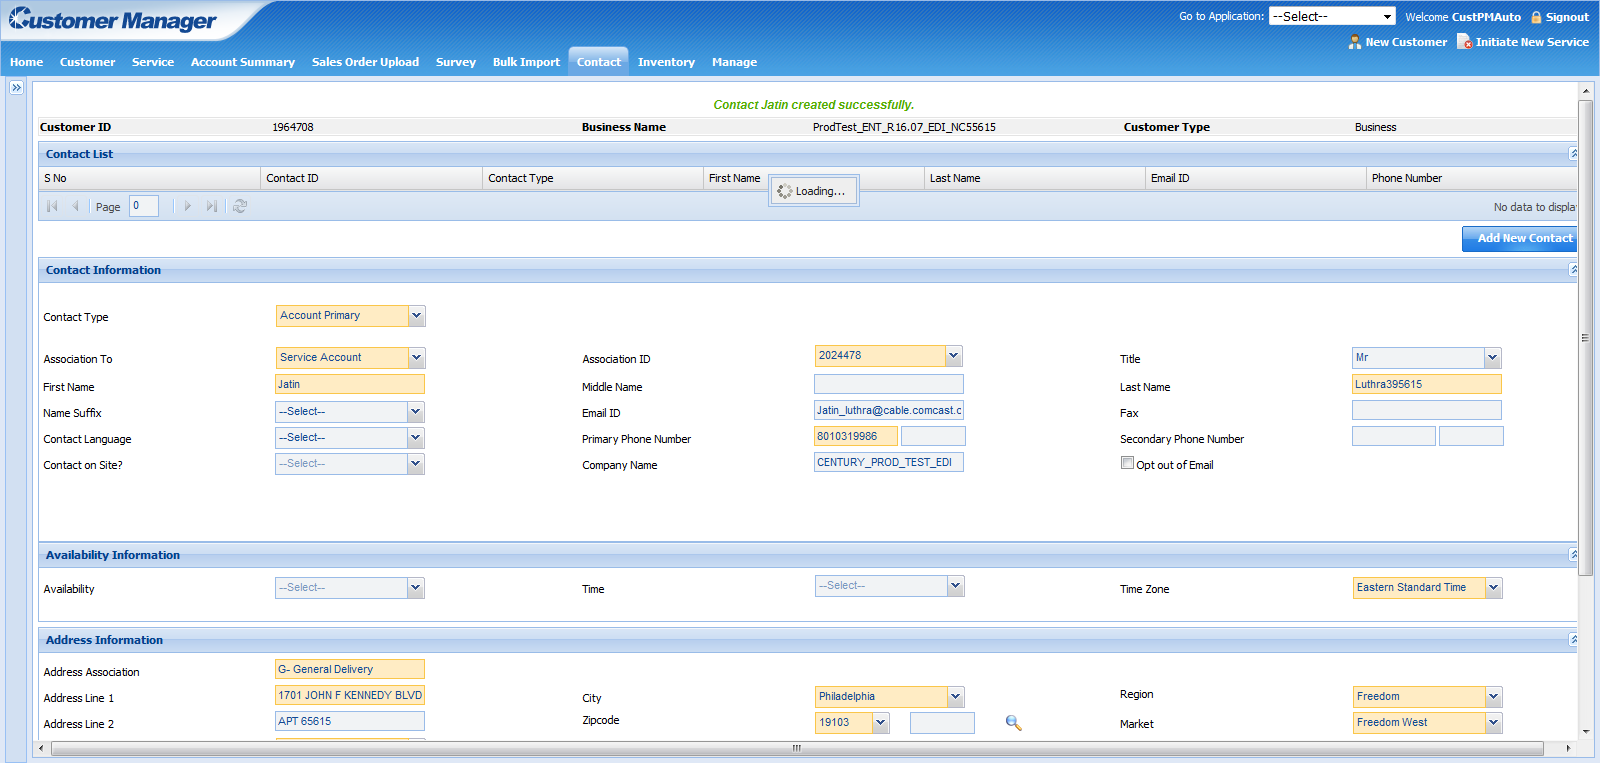 Customer Manager
Go to Application: --Select-- Welcome CustPMAuto Signout
New Customer Initiate New Service
Home Customer Service Account Summary Sales Order Upload Survey Bulk Import Contact Inventory Manage
Contact Jatin created successfully.
Customer ID 1964708 Business Name ProdTest_ENT_R16.07_EDI_NC55615 Customer Type Business
Contact List
S No Contact ID Contact Type First Name Last Name Email ID Phone Number
Loading...
Page 0 No data to displa
Add New Contact
Contact Information
Contact Type Account Primary
Association To Service Account Association ID 2024478 Title Mr
First Name Jatin Middle Name Last Name Luthra395615
Name Suffix --Select-- Email ID Jatin_luthra@cable.comcast.c Fax
Contact Language --Select-- Primary Phone Number 8010319986 Secondary Phone Number
Contact on Site? --Select-- Company Name CENTURY_PROD_TEST_EDI Opt out of Email
Availability Information
Availability --Select-- Time --Select-- Time Zone Eastern Standard Time
Address Information
Address Association G- General Delivery
Address Line 1 1701 JOHN F KENNEDY BLVD City Philadelphia Region Freedom
Address Line 2 APT 65615 Zipcode 19103 Market Freedom West